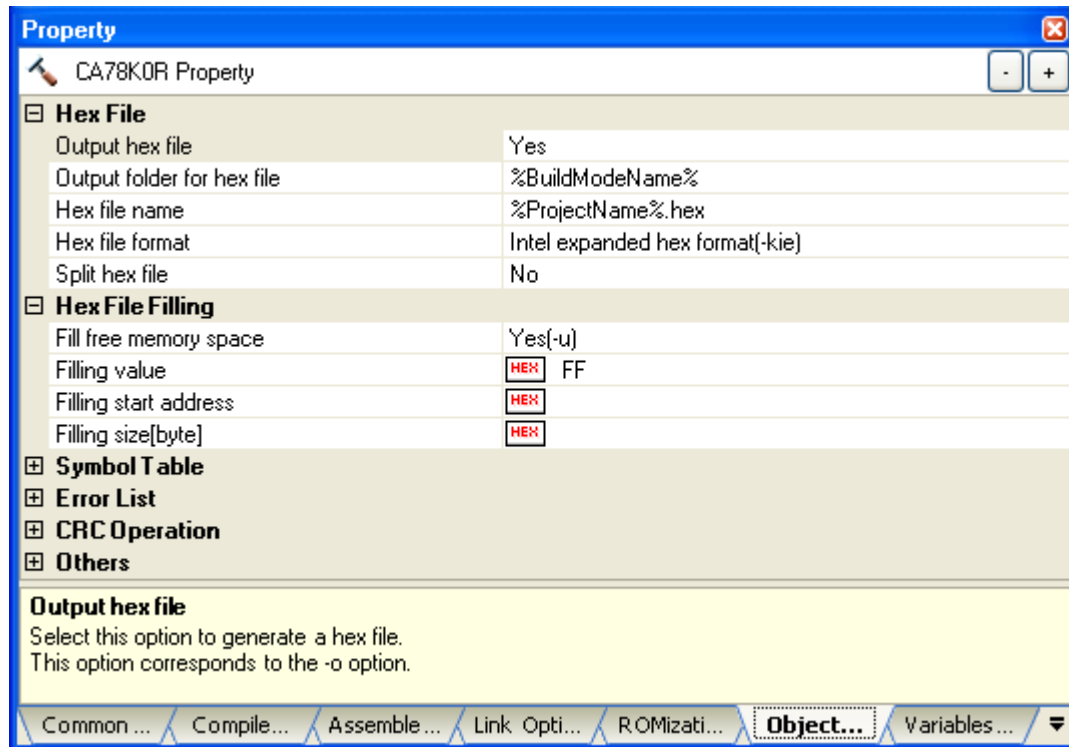 Property
CA78K0R Property
- +
Hex File
Output hex file Yes
Output folder for hex file %BuildModeName%
Hex file name %ProjectName%.hex
Hex file format Intel expanded hex format(-kie)
Split hex file No
Hex File Filling
Fill free memory space Yes(-u)
Filling value HEX FF
Filling start address HEX
Filling size[byte] HEX
Symbol Table
Error List
CRC Operation
Others
Output hex file
Select this option to generate a hex file.
This option corresponds to the -o option.
Common ... Compile... Assemble... Link Opti... ROMizati... Object... Variables...